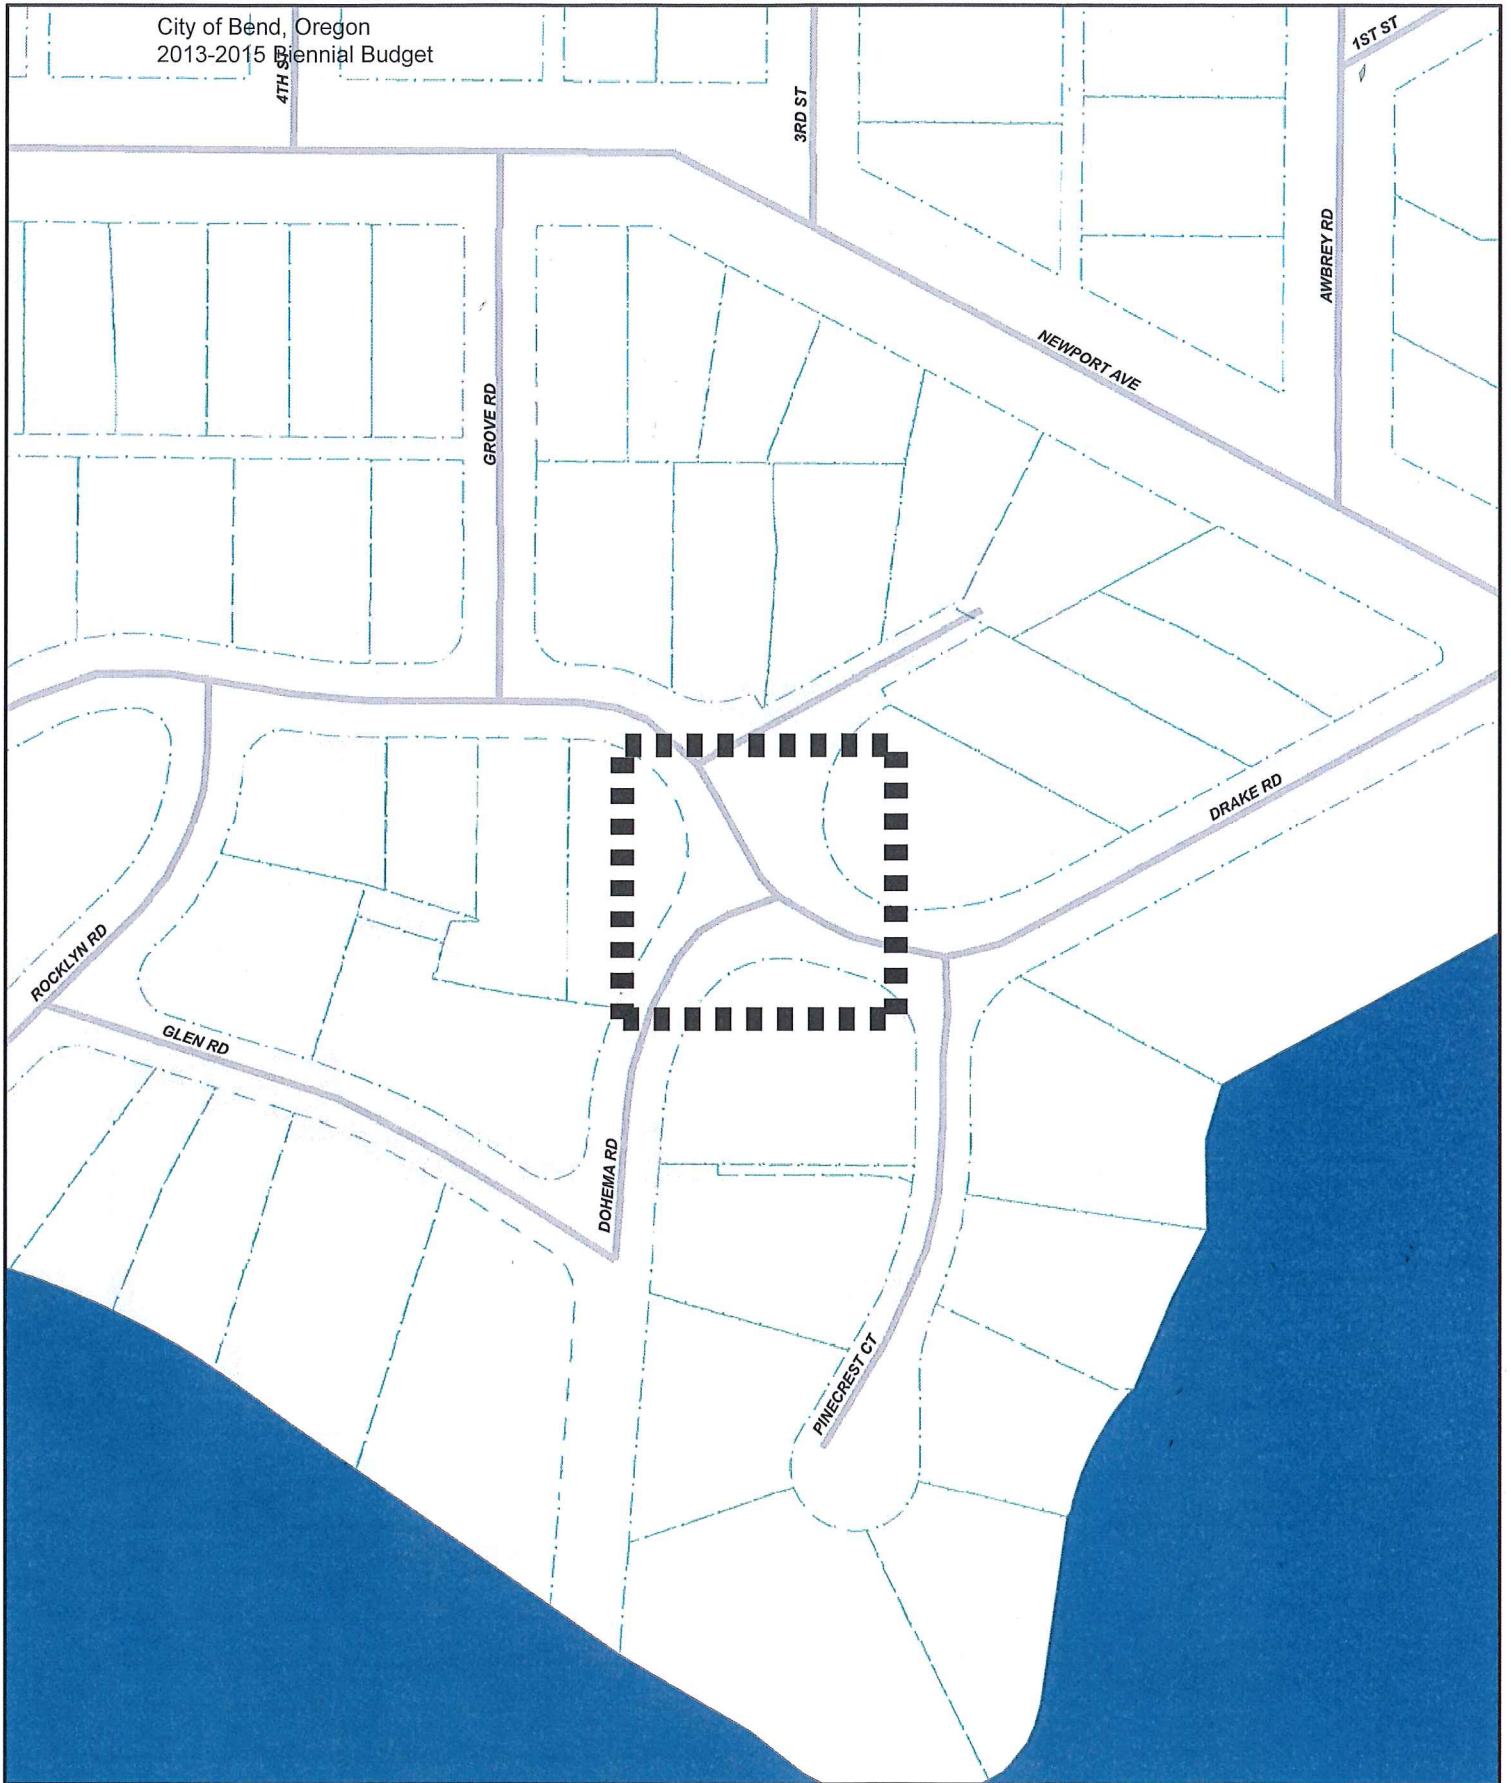 City of Bend, Oregon
2013-2015 Biennial Budget
4TH ST
3RD ST
1ST ST
AWBREY RD
NEWPORT AVE
GROVE RD
DRAKE RD
ROCKLYN RD
GLEN RD
DOHEMA RD
PINECREST CT